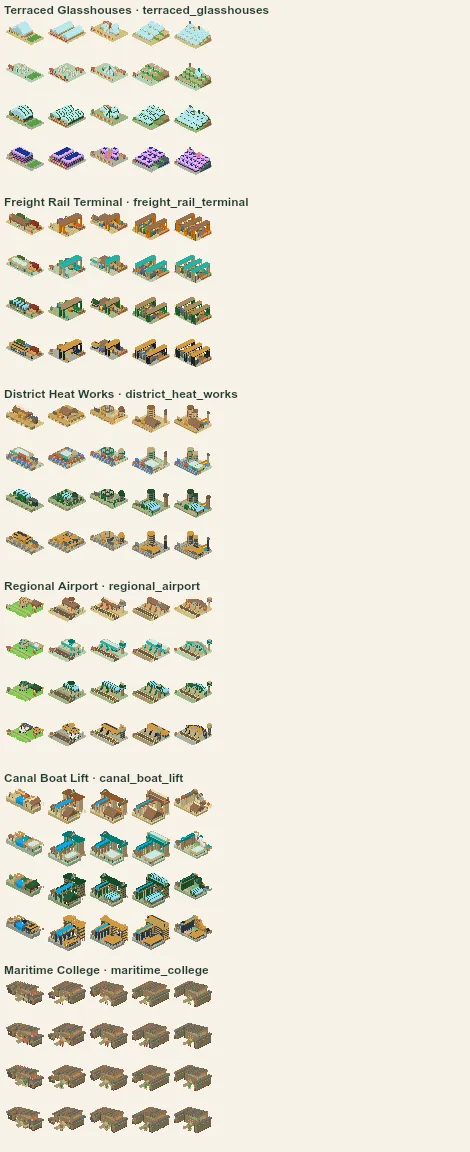 Terraced Glasshouses · terraced_glasshouses
Freight Rail Terminal · freight_rail_terminal
District Heat Works · district_heat_works
Regional Airport · regional_airport
Canal Boat Lift · canal_boat_lift
Maritime College · maritime_college